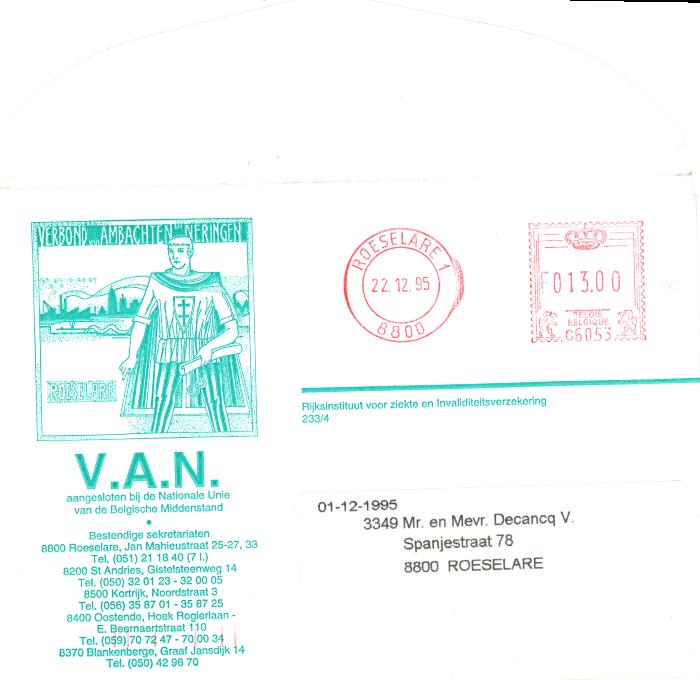 VERBOND VAN AMBACHTEN EN NERINGEN
ROESELARE
V.A.N.
aangesloten bij de Nationale Unie
van de Belgische Middenstand
•
Bestendige sekretariaten
8800 Roeselare, Jan Mahieustraat 25-27, 33
Tel. (051) 21 18 40 (7 l.)
8200 St Andries, Gistelsteenweg 14
Tel. (050) 32 01 23 - 32 00 05
8500 Kortrijk, Noordstraat 3
Tel. (056) 35 87 01 - 35 87 25
8400 Oostende, Hoek Rogierlaan -
E. Beernaertstraat 110
Tel. (059) 70 72 47 - 70 00 34
8370 Blankenberge, Graaf Jansdijk 14
Tel. (050) 42 96 70
ROESELARE 1
22.12.95
8800
F013.00
BELGIË
BELGIQUE
C6053
Rijksinstituut voor ziekte en Invaliditeitsverzekering
233/4
01-12-1995
3349 Mr. en Mevr. Decancq V.
Spanjestraat 78
8800 ROESELARE